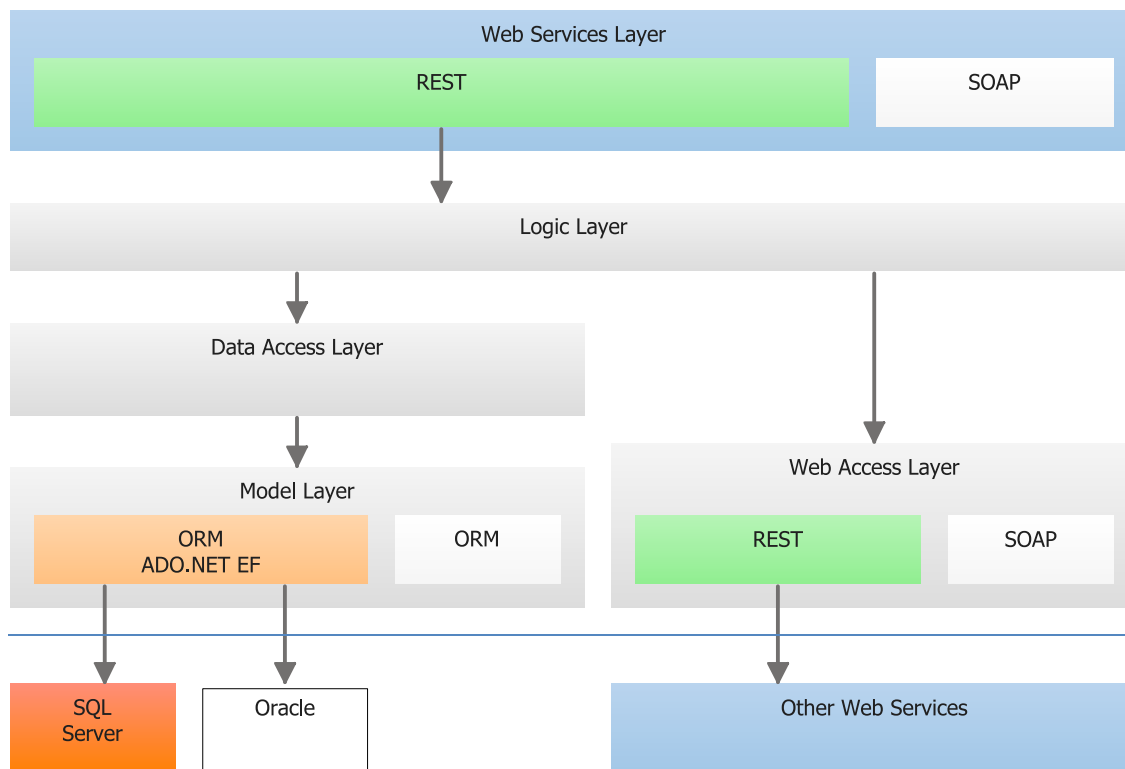 Web Services Layer
REST
SOAP
Logic Layer
Data Access Layer
Web Access Layer
Model Layer
ORM
ADO.NET EF
ORM
REST
SOAP
SQL
Server
Oracle
Other Web Services